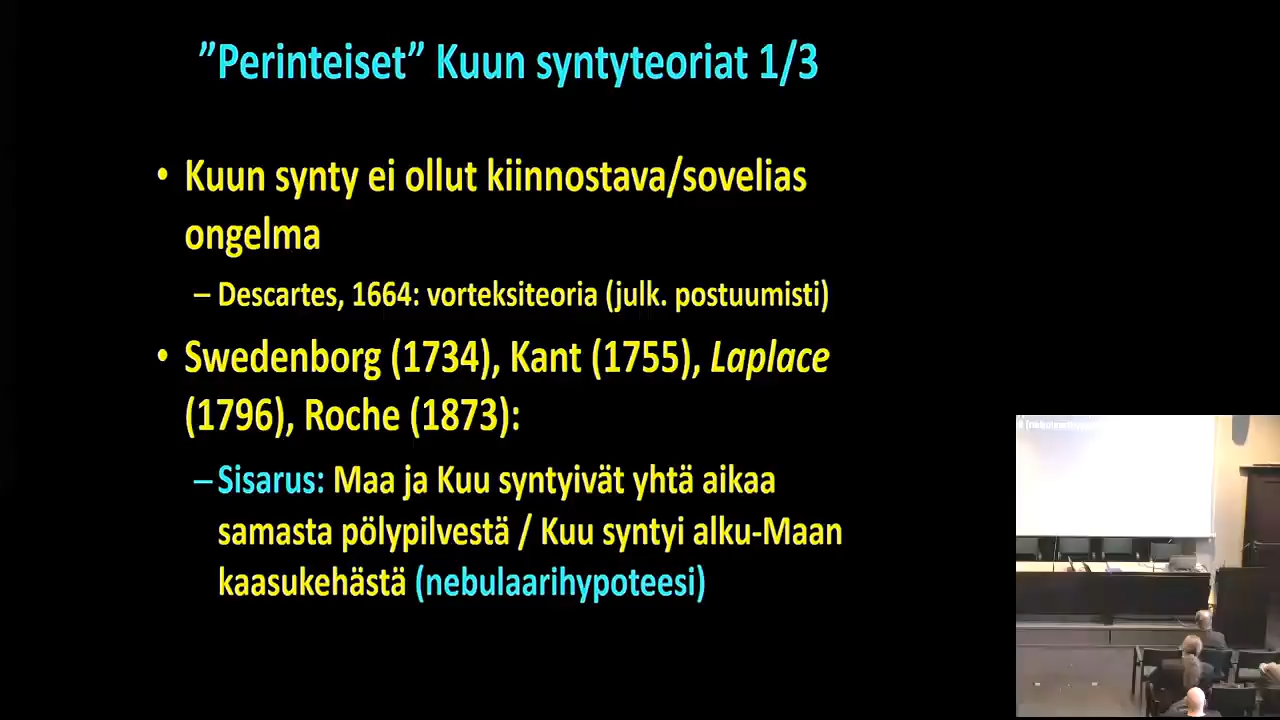 ”Perinteiset” Kuun syntyteoriat 1/3
• Kuun synty ei ollut kiinnostava/sovelias
ongelma
– Descartes, 1664: vorteksiteoria (julk. postuumisti)
• Swedenborg (1734), Kant (1755), Laplace
(1796), Roche (1873):
– Sisarus: Maa ja Kuu syntyivät yhtä aikaa
samasta pölypilvestä / Kuu syntyi alku-Maan
kaasukehästä (nebulaarihypoteesi)